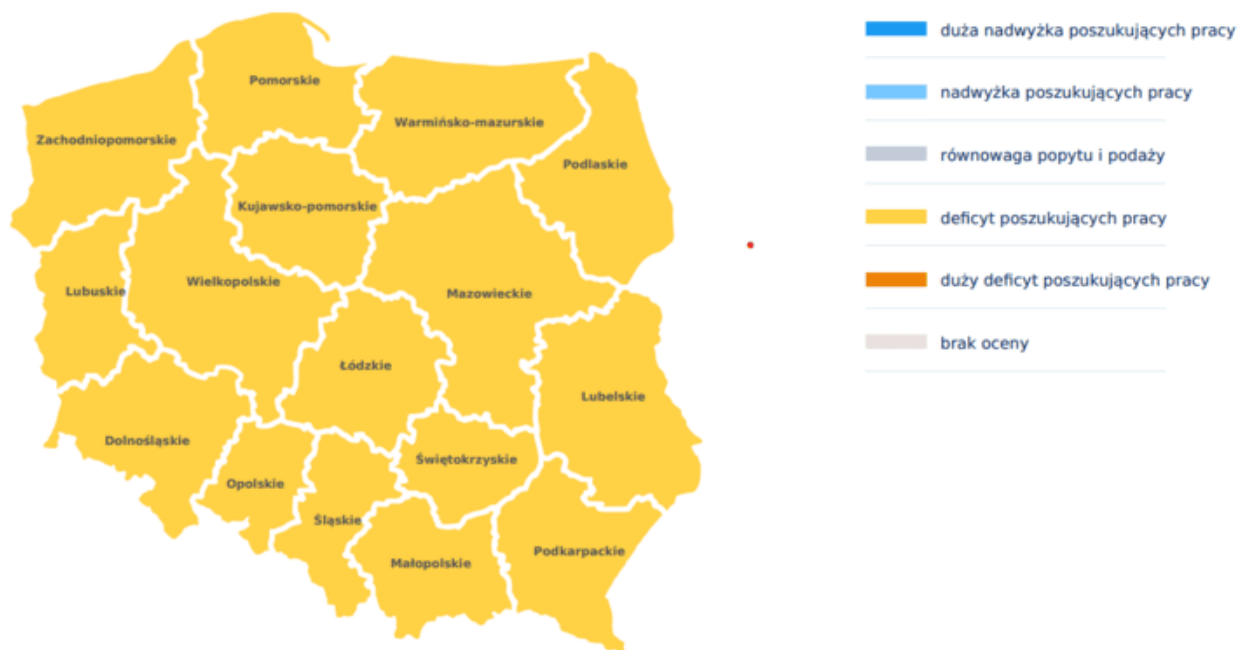 Pomorskie
Warmińsko-mazurskie
Zachodniopomorskie
Podlaskie
Kujawsko-pomorskie
Wielkopolskie
Lubuskie
Mazowieckie
Łódzkie
Lubelskie
Dolnośląskie
Świętokrzyskie
Opolskie
Śląskie
Podkarpackie
Małopolskie
duża nadwyżka poszukujących pracy
nadwyżka poszukujących pracy
równowaga popytu i podaży
deficyt poszukujących pracy
duży deficyt poszukujących pracy
brak oceny